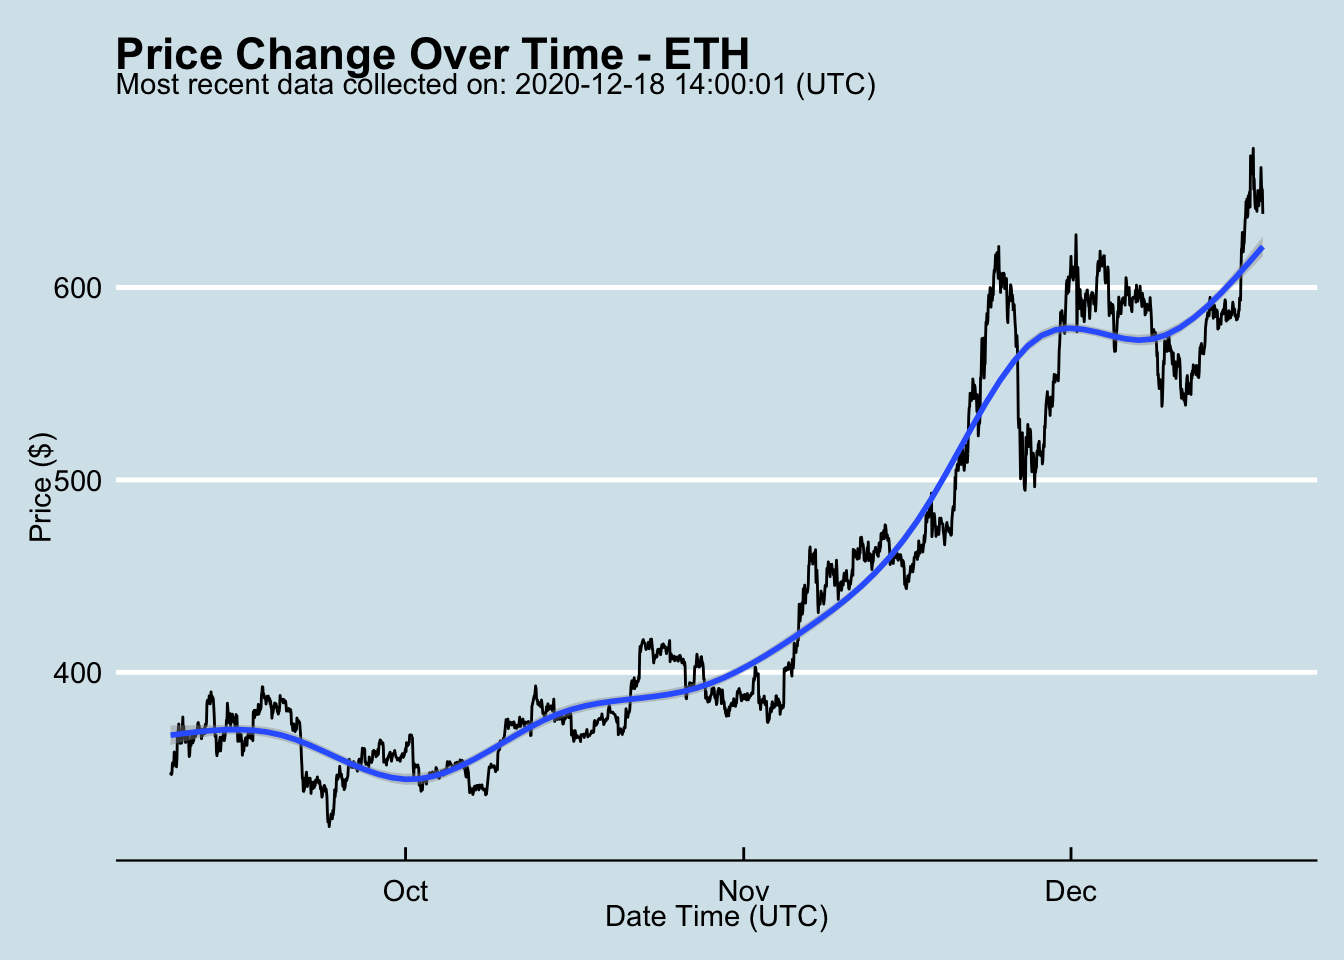 Price Change Over Time - ETH
Most recent data collected on: 2020-12-18 14:00:01 (UTC)
600
500
400
Price ($)
Oct
Nov
Dec
Date Time (UTC)